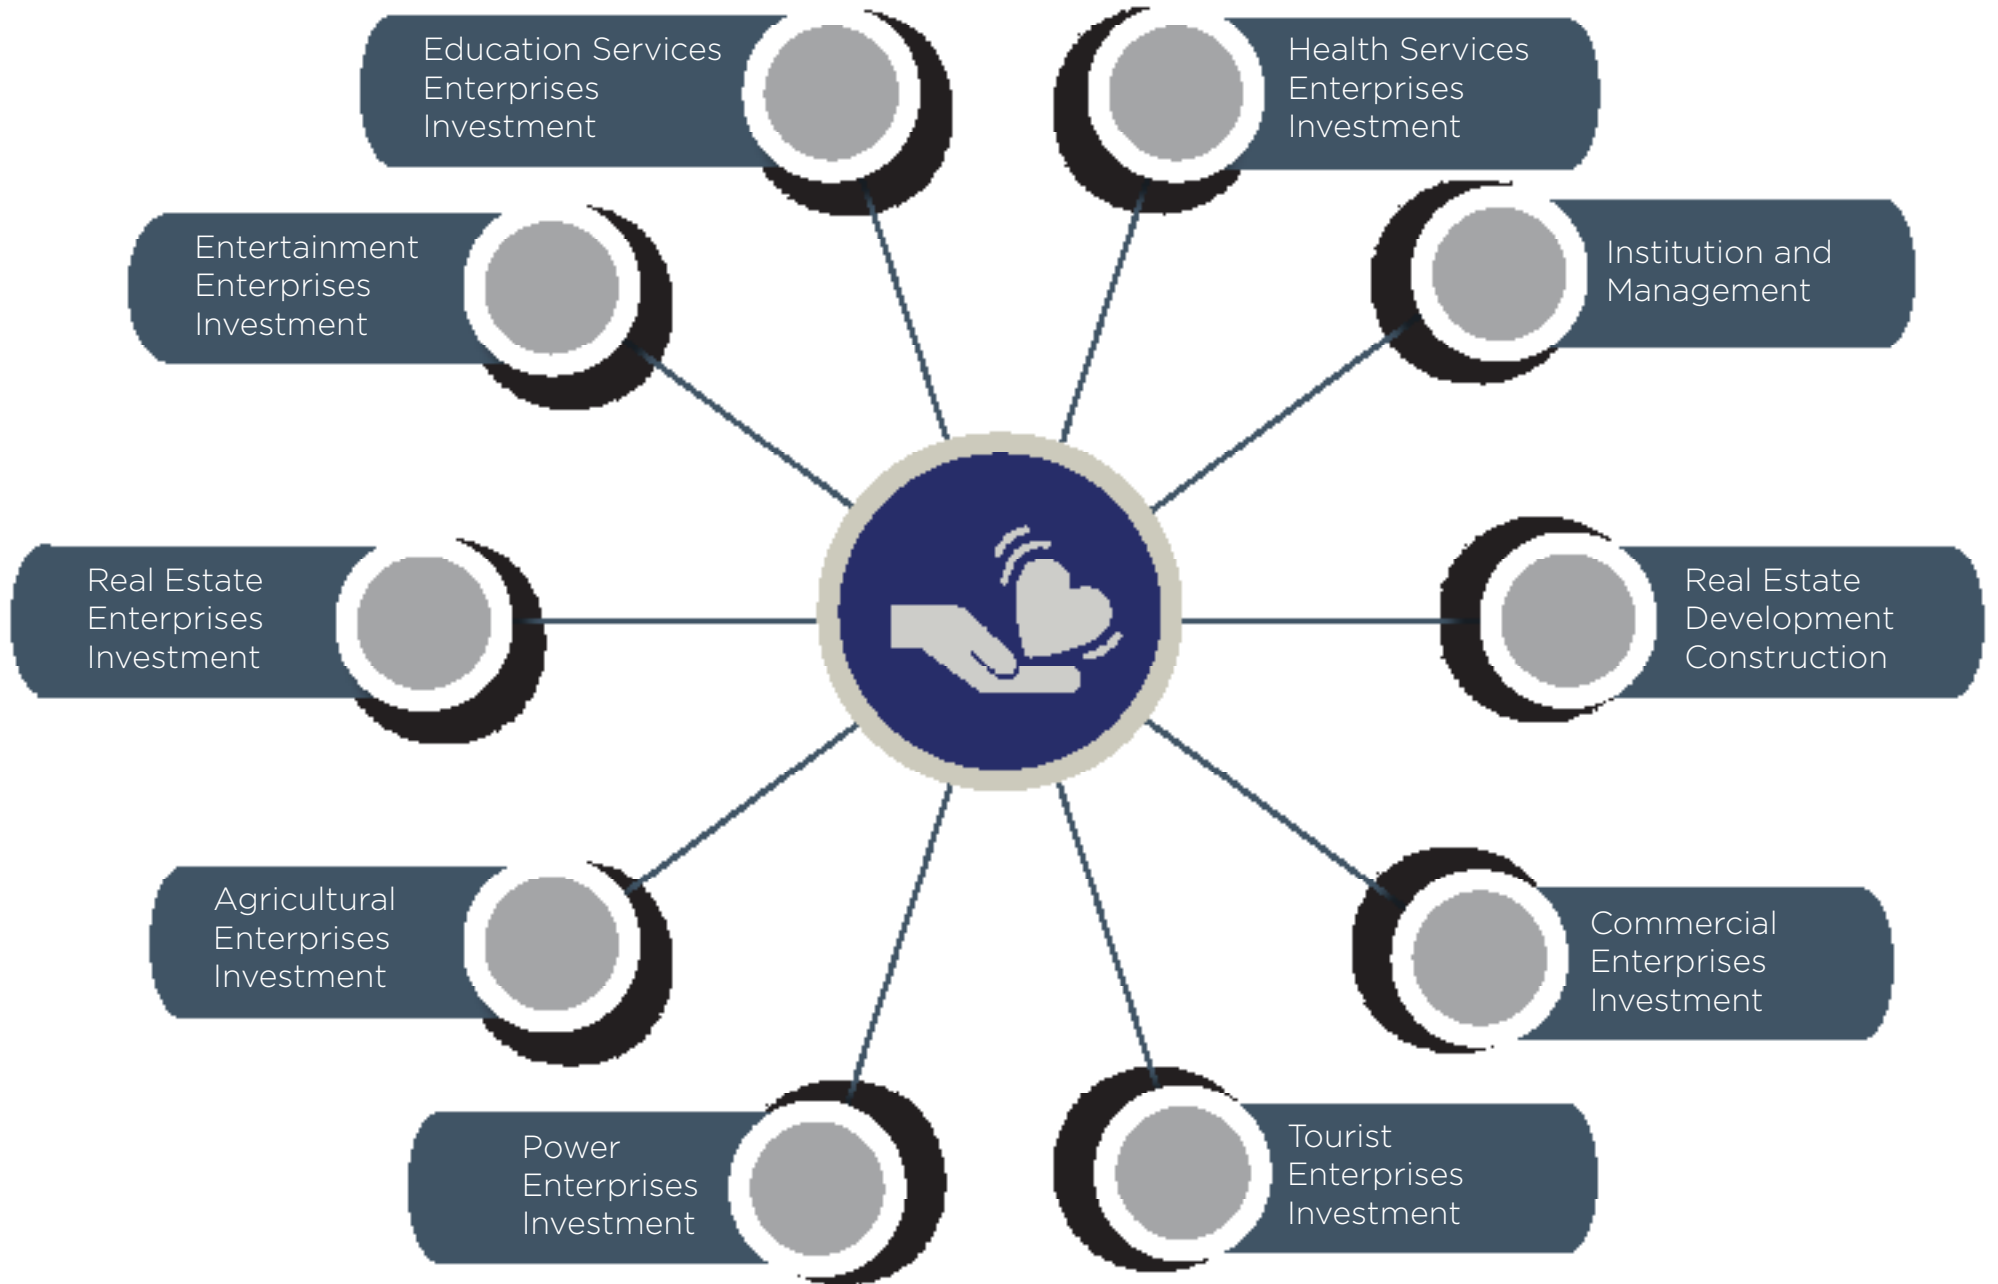 Education Services
Enterprises
Investment
Health Services
Enterprises
Investment
Entertainment
Enterprises
Investment
Institution and
Management
Real Estate
Enterprises
Investment
Real Estate
Development
Construction
Agricultural
Enterprises
Investment
Commercial
Enterprises
Investment
Power
Enterprises
Investment
Tourist
Enterprises
Investment